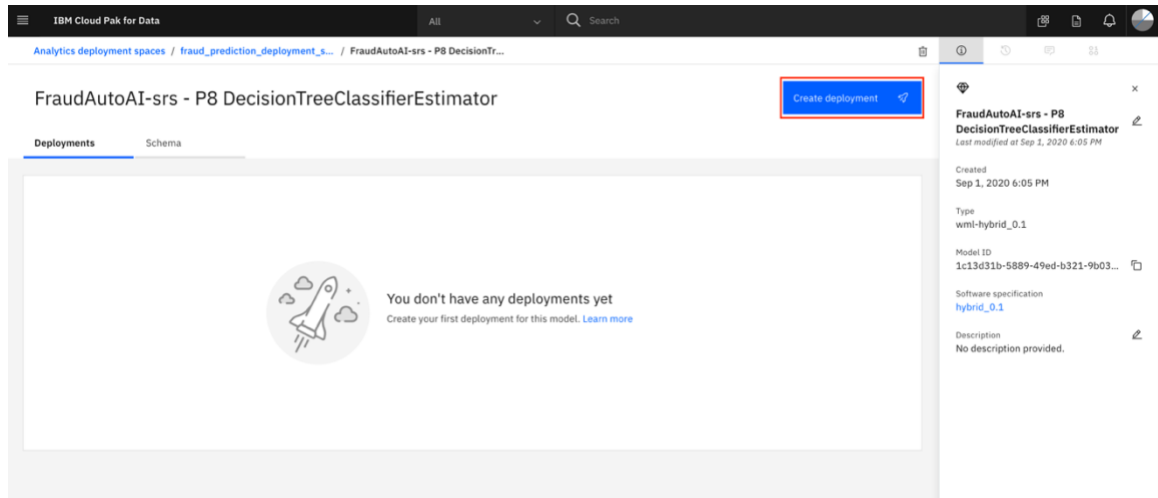 IBM Cloud Pak for Data
All
Search
Analytics deployment spaces / fraud_prediction_deployment_s... / FraudAutoAI-srs - P8 DecisionTr...
FraudAutoAI-srs - P8 DecisionTreeClassifierEstimator
Create deployment
Deployments
Schema
You don't have any deployments yet
Create your first deployment for this model. Learn more
FraudAutoAI-srs - P8
DecisionTreeClassifierEstimator
Last modified at Sep 1, 2020 6:05 PM
Created
Sep 1, 2020 6:05 PM
Type
wml-hybrid_0.1
Model ID
1c13d31b-5889-49ed-b321-9b03...
Software specification
hybrid_0.1
Description
No description provided.